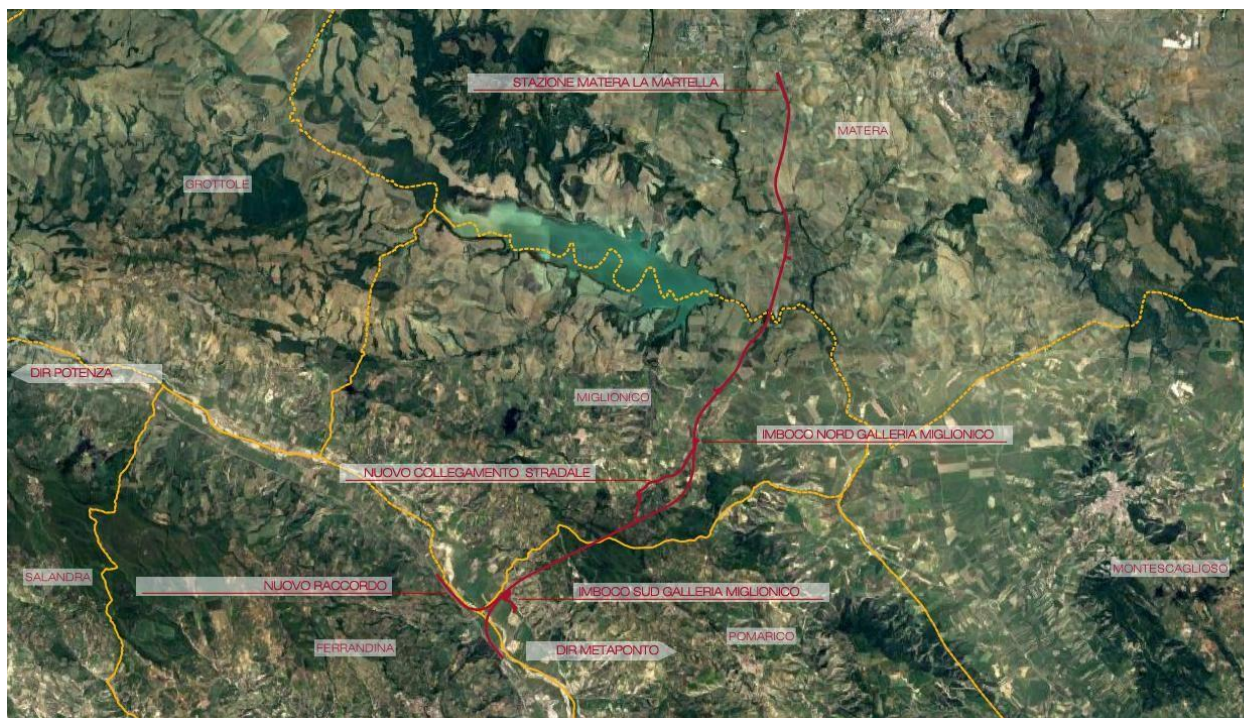 STAZIONE MATERA LA MARTELLA
MATERA
GROTTOLE
DIR POTENZA
MIGLIONICO
IMBOCO NORD GALLERIA MIGLIONICO
NUOVO COLLEGAMENTO STRADALE
MONTESCAGLIOSO
SALANDRA
NUOVO RACCORDO
IMBOCO SUD GALLERIA MIGLIONICO
POMARICO
FERRANDINA
DIR METAPONTO